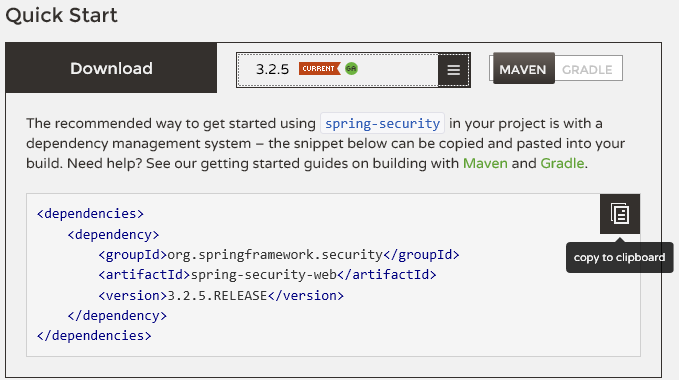 Quick Start
Download
3.2.5 CURRENT GA
MAVEN GRADLE
The recommended way to get started using spring-security in your project is with a
dependency management system – the snippet below can be copied and pasted into your
build. Need help? See our getting started guides on building with Maven and Gradle.
<dependencies>
    <dependency>
        <groupId>org.springframework.security</groupId>
        <artifactId>spring-security-web</artifactId>
        <version>3.2.5.RELEASE</version>
    </dependency>
</dependencies>
copy to clipboard